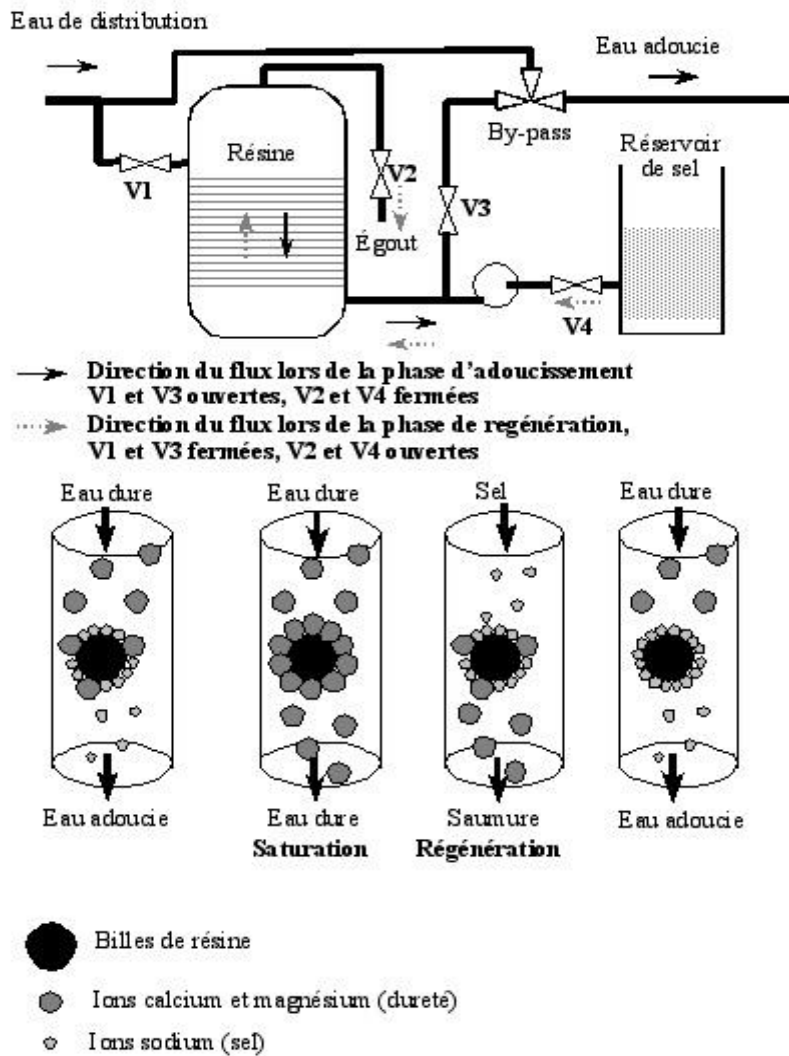 Eau de distribution
Eau adoucie
By-pass
Réservoir
de sel
Résine
V1
V2
V3
Égout
V4
Direction du flux lors de la phase d'adoucissement
V1 et V3 ouvertes, V2 et V4 fermées
Direction du flux lors de la phase de regénération,
V1 et V3 fermées, V2 et V4 ouvertes
Eau dure
Eau dure
Sel
Eau dure
Eau adoucie
Eau dure
Saumure
Eau adoucie
Saturation
Régénération
Billes de résine
Ions calcium et magnésium (dureté)
Ions sodium (sel)